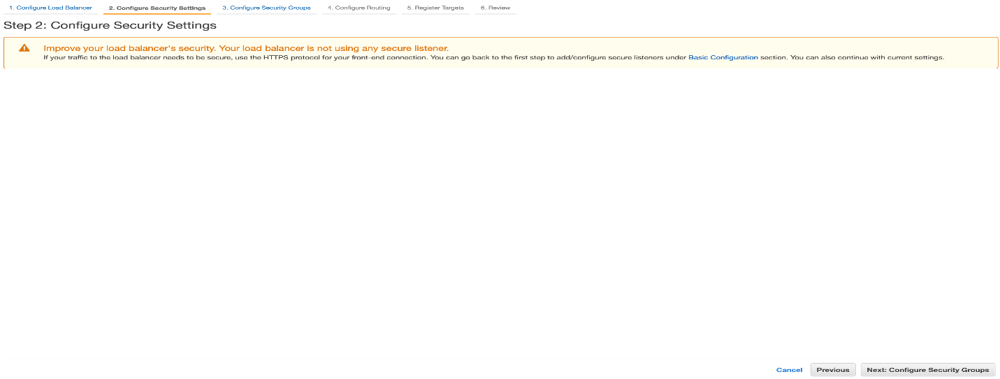 1. Configure Load Balancer 2. Configure Security Settings 3. Configure Security Groups 4. Configure Routing 5. Register Targets 6. Review
Step 2: Configure Security Settings
Improve your load balancer's security. Your load balancer is not using any secure listener.
If your traffic to the load balancer needs to be secure, use the HTTPS protocol for your front-end connection. You can go back to the first step to add/configure secure listeners under Basic Configuration section. You can also continue with current settings.
Cancel Previous Next: Configure Security Groups